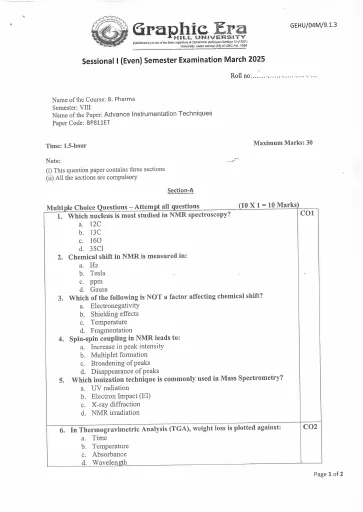 GEHU/04M/9.1.3
Graphic Era
HILL UNIVERSITY
Sessional I (Even) Semester Examination March 2025
Roll no
Name of the Course: B. Pharma
Semester: VIII
Name of the Paper: Advance Instrumentation Techniques
Paper Code: BP811ET
Time: 1.5-hour
Maximum Marks: 30
Note:
(i) This question paper contains three sections
(ii) All the sections are compulsory
Section-A
Multiple Choice Questions – Attempt all questions (10 X 1 = 10 Marks)
1. Which nucleus is most studied in NMR spectroscopy? CO1
a. 12C
b. 13C
c. 16O
d. 35Cl
2. Chemical shift in NMR is measured in:
a. Hz
b. Tesla
c. ppm
d. Gauss
3. Which of the following is NOT a factor affecting chemical shift?
a. Electronegativity
b. Shielding effects
c. Temperature
d. Fragmentation
4. Spin-spin coupling in NMR leads to:
a. Increase in peak intensity
b. Multiplet formation
c. Broadening of peaks
d. Disappearance of peaks
5. Which ionization technique is commonly used in Mass Spectrometry?
a. UV radiation
b. Electron Impact (EI)
c. X-ray diffraction
d. NMR irradiation
6. In Thermogravimetric Analysis (TGA), weight loss is plotted against: CO2
a. Time
b. Temperature
c. Absorbance
d. Wavelength
Page 1 of 2